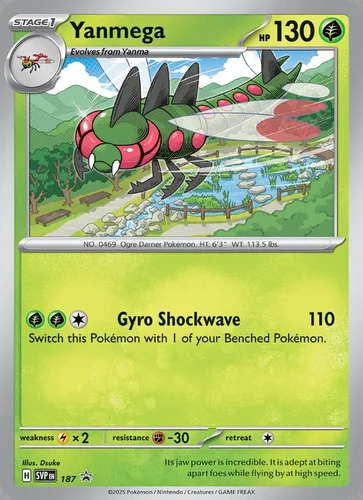 STAGE1
Yanmega
HP 130
Evolves from Yanma
NO. 0469 Ogre Darner Pokémon HT: 6'3" WT: 113.5 lbs.
Gyro Shockwave 110
Switch this Pokémon with 1 of your Benched Pokémon.
weakness ×2 resistance -30 retreat
Illus. Dsuke
H SVP EN 187
Its jaw power is incredible. It is adept at biting
apart foes while flying by at high speed.
©2025 Pokémon / Nintendo / Creatures / GAME FREAK